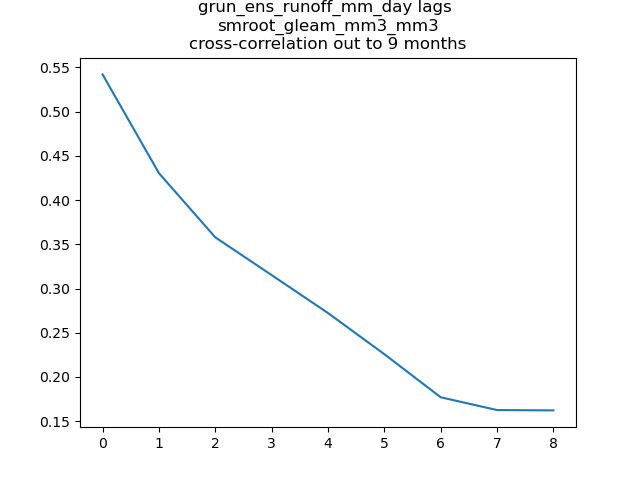 grun_ens_runoff_mm_day lags
smroot_gleam_mm3_mm3
cross-correlation out to 9 months
0.55
0.50
0.45
0.40
0.35
0.30
0.25
0.20
0.15
0 1 2 3 4 5 6 7 8